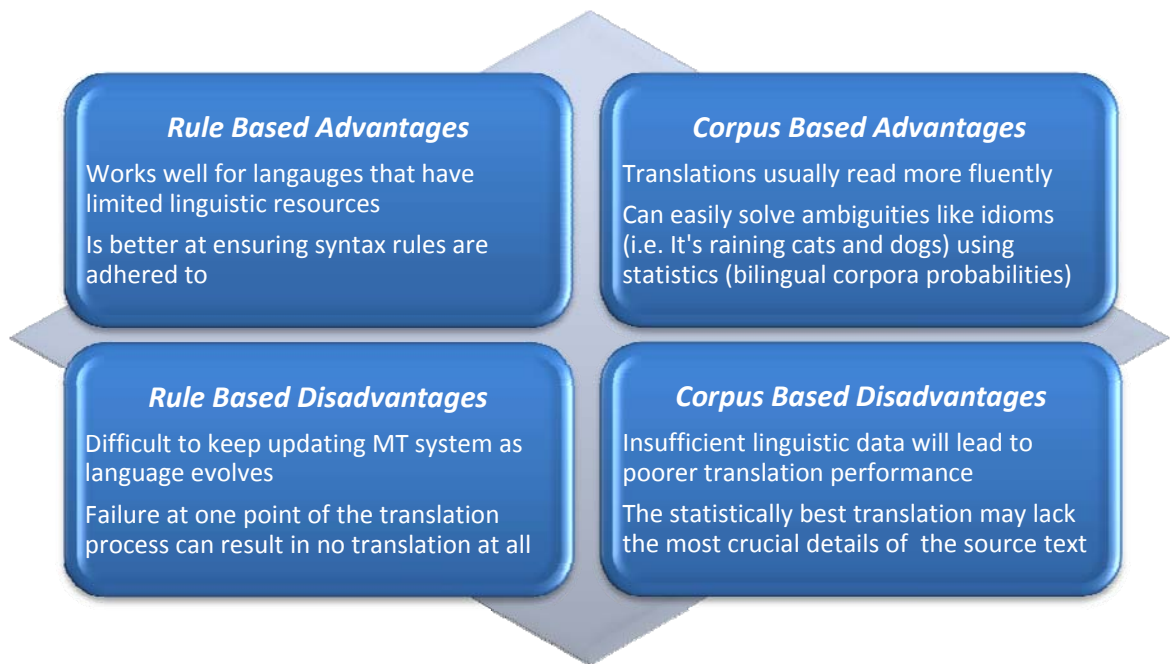 Rule Based Advantages
Works well for langauges that have
limited linguistic resources
Is better at ensuring syntax rules are
adhered to
Corpus Based Advantages
Translations usually read more fluently
Can easily solve ambiguities like idioms
(i.e. It's raining cats and dogs) using
statistics (bilingual corpora probabilities)
Rule Based Disadvantages
Difficult to keep updating MT system as
language evolves
Failure at one point of the translation
process can result in no translation at all
Corpus Based Disadvantages
Insufficient linguistic data will lead to
poorer translation performance
The statistically best translation may lack
the most crucial details of the source text